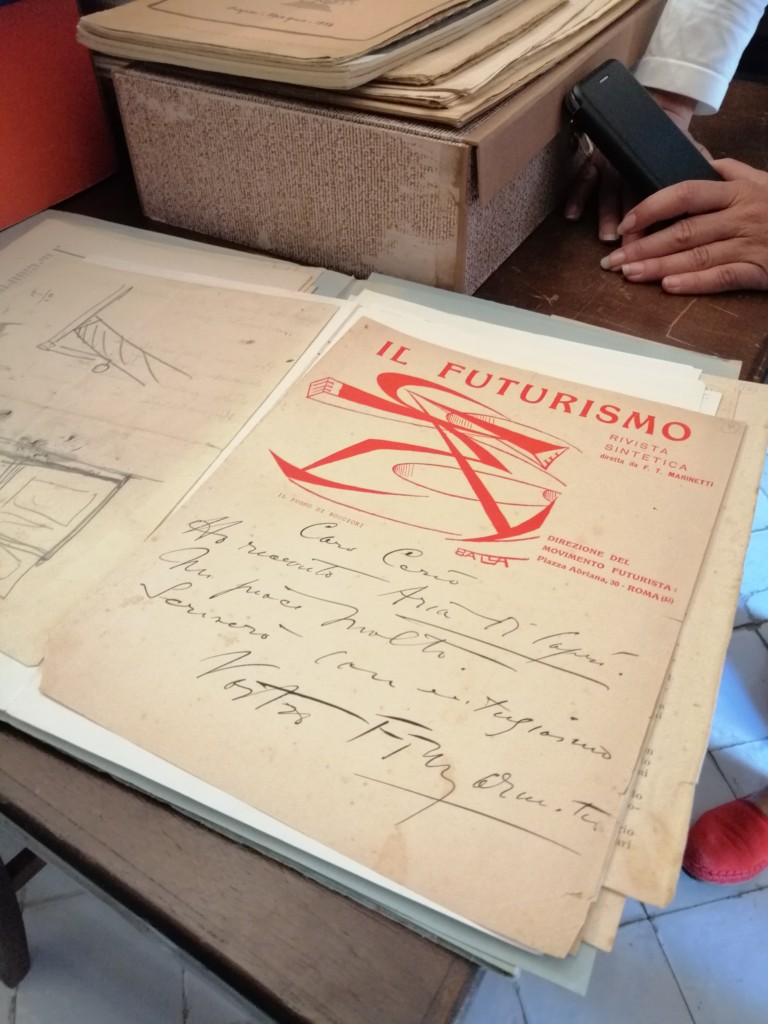 IL FUTURISMO
RIVISTA
SINTETICA
diretta da F. T. MARINETTI
IL PUGNO DI BOCCIONI
BALLA
DIREZIONE DEL
MOVIMENTO FUTURISTA:
Piazza Adriana, 30 - ROMA
Caro Cerio
Ho ricevuto Aria di Capri.
Mi piace molto.
Scriverò con entusiasmo
Vostro F T Marinetti